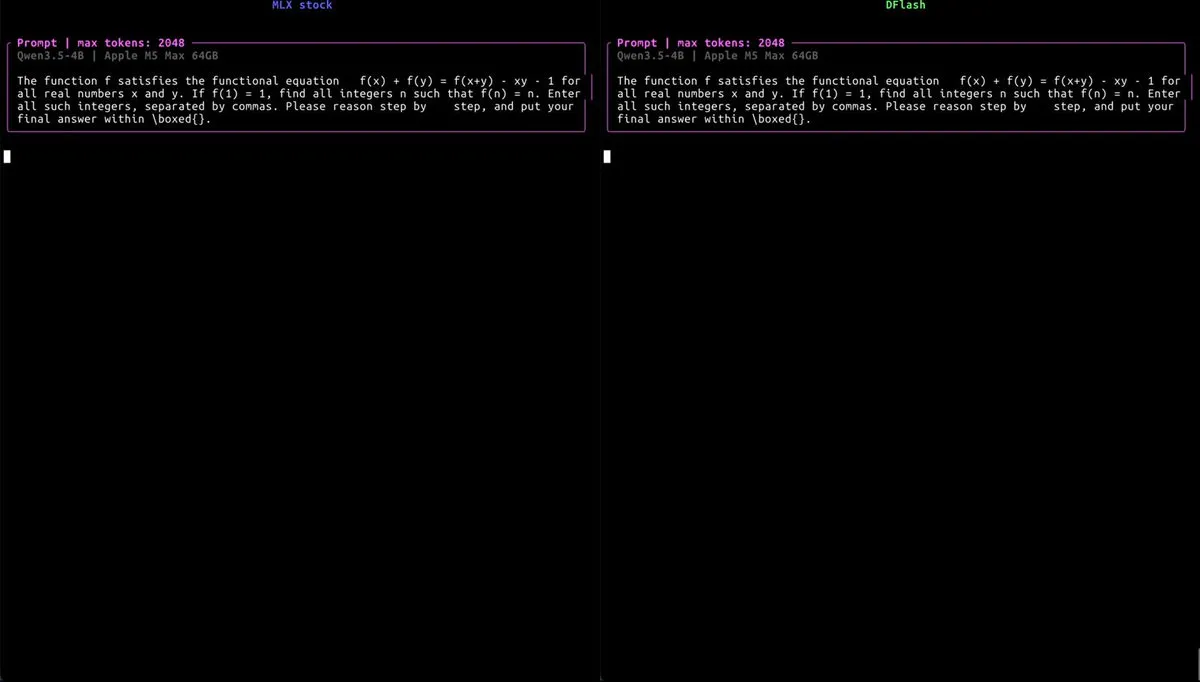 MLX stock
Prompt | max tokens: 2048
Qwen3.5-4B | Apple M5 Max 64GB
The function f satisfies the functional equation   f(x) + f(y) = f(x+y) - xy - 1 for
all real numbers x and y. If f(1) = 1, find all integers n such that f(n) = n. Enter
all such integers, separated by commas. Please reason step by    step, and put your
final answer within \boxed{}.
DFlash
Prompt | max tokens: 2048
Qwen3.5-4B | Apple M5 Max 64GB
The function f satisfies the functional equation   f(x) + f(y) = f(x+y) - xy - 1 for
all real numbers x and y. If f(1) = 1, find all integers n such that f(n) = n. Enter
all such integers, separated by commas. Please reason step by    step, and put your
final answer within \boxed{}.